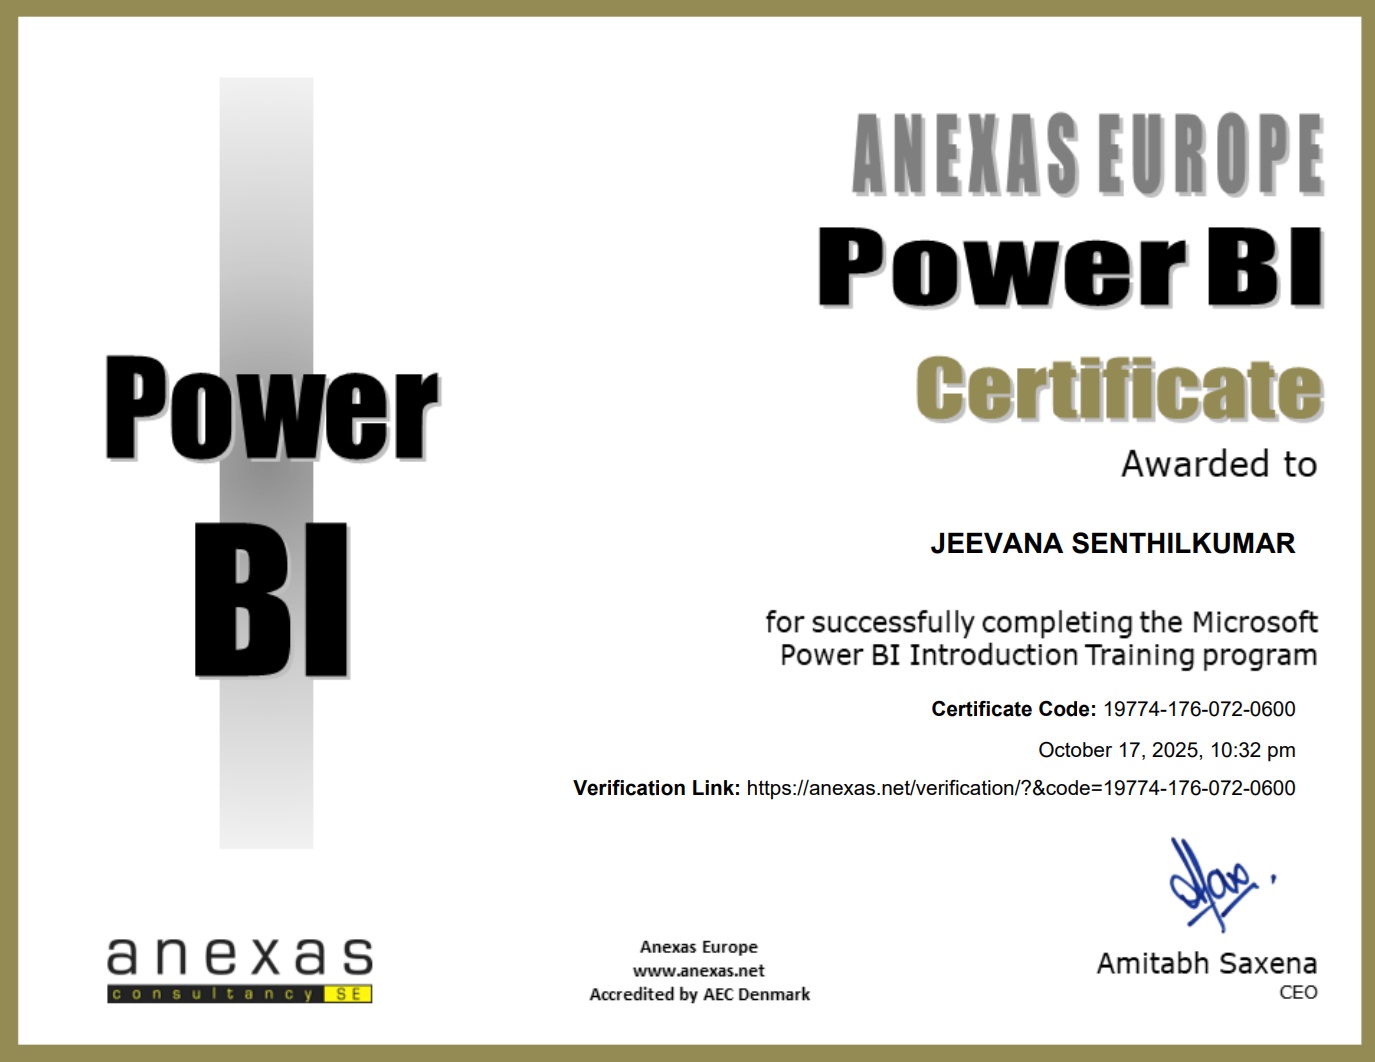 ANEXAS EUROPE
Power BI
Certificate
Awarded to
JEEVANA SENTHILKUMAR
for successfully completing the Microsoft
Power BI Introduction Training program
Certificate Code: 19774-176-072-0600
October 17, 2025, 10:32 pm
Verification Link: https://anexas.net/verification/?&code=19774-176-072-0600
Power
BI
anexas
consultancy SE
Anexas Europe
www.anexas.net
Accredited by AEC Denmark
Amitabh Saxena
CEO